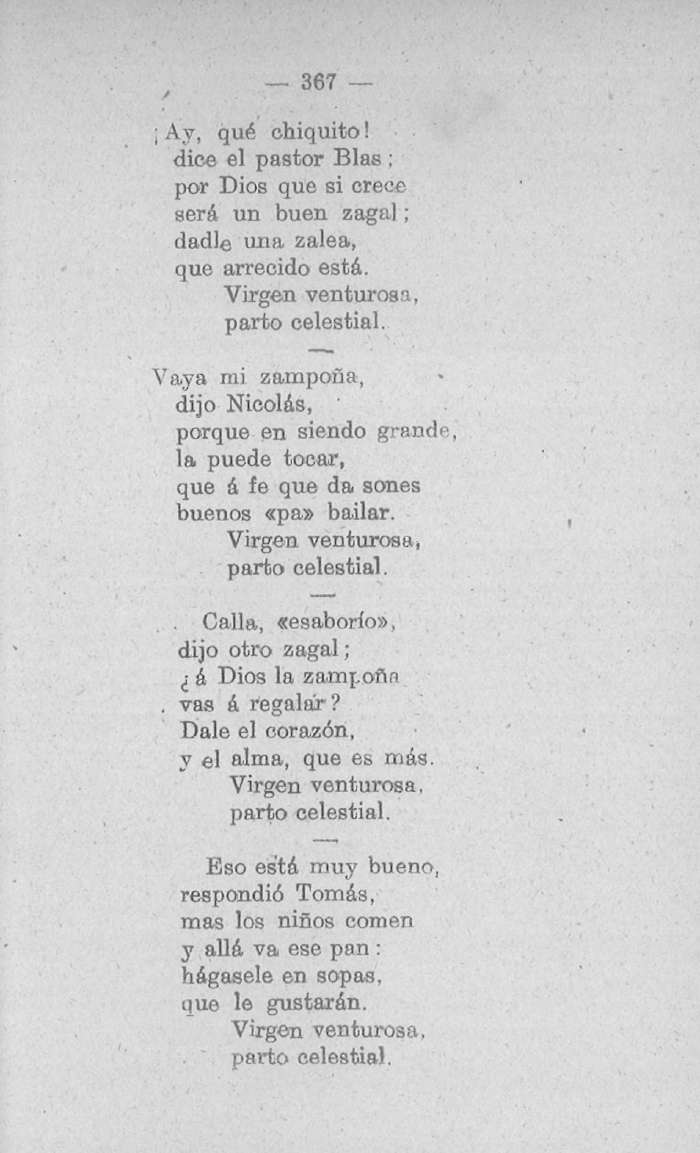 — 367 —
¡Ay, qué chiquito!
dice el pastor Blas;
por Dios que si crece
será un buen zagal;
dadle una zalea,
que arrecido está.
Virgen venturosa,
parto celestial.
—
Vaya mi zampoña,
dijo Nicolás,
porque en siendo grande,
la puede tocar,
que á fe que da sones
buenos «pa» bailar.
Virgen venturosa,
parto celestial.
—
Calla, «esaborío»,
dijo otro zagal;
¿á Dios la zampoña
vas á regalar?
Dale el corazón,
y el alma, que es más.
Virgen venturosa,
parto celestial.
—
Eso está muy bueno,
respondió Tomás,
mas los niños comen
y allá va ese pan:
hágasele en sopas,
que le gustarán.
Virgen venturosa,
parto celestial.